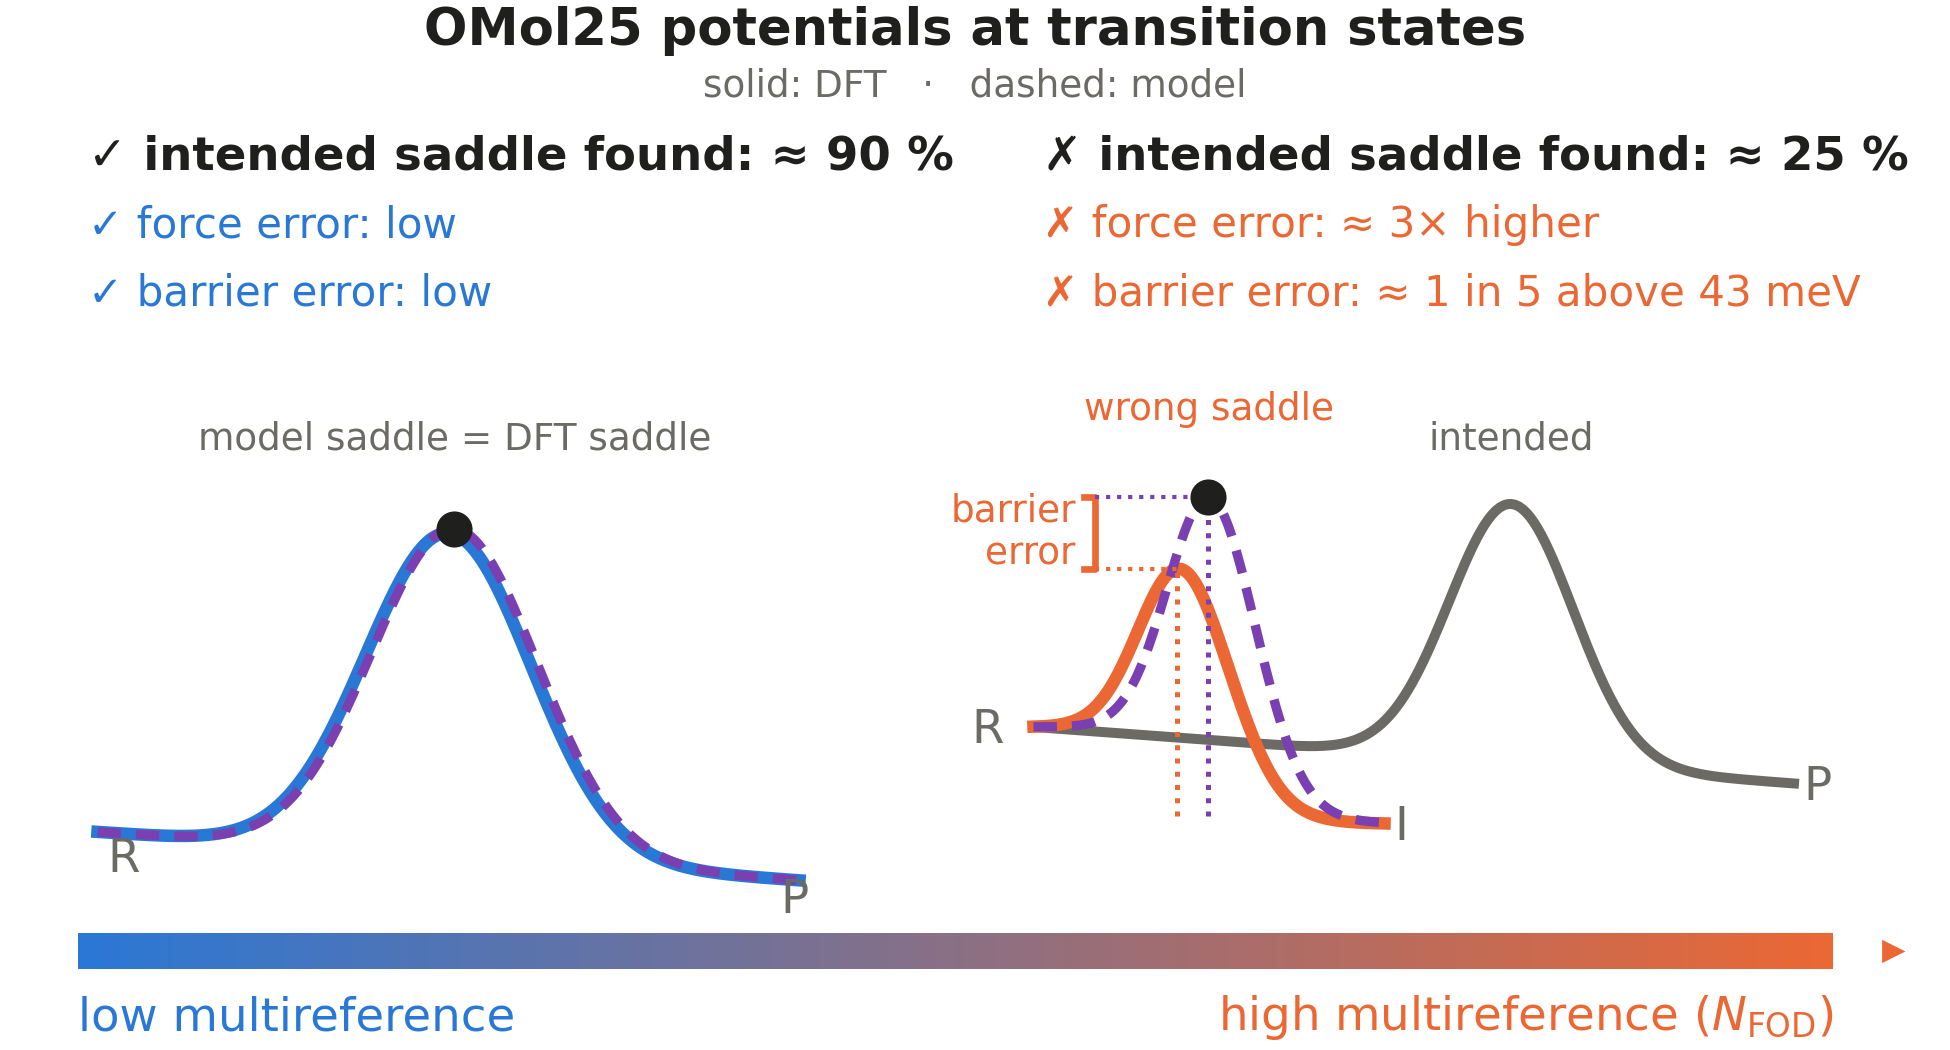 OMol25 potentials at transition states
solid: DFT · dashed: model
✓ intended saddle found: ≈ 90 %
✓ force error: low
✓ barrier error: low
✗ intended saddle found: ≈ 25 %
✗ force error: ≈ 3× higher
✗ barrier error: ≈ 1 in 5 above 43 meV
model saddle = DFT saddle
R
P
wrong saddle
intended
barrier
error
R
I
P
low multireference
high multireference (N_FOD)